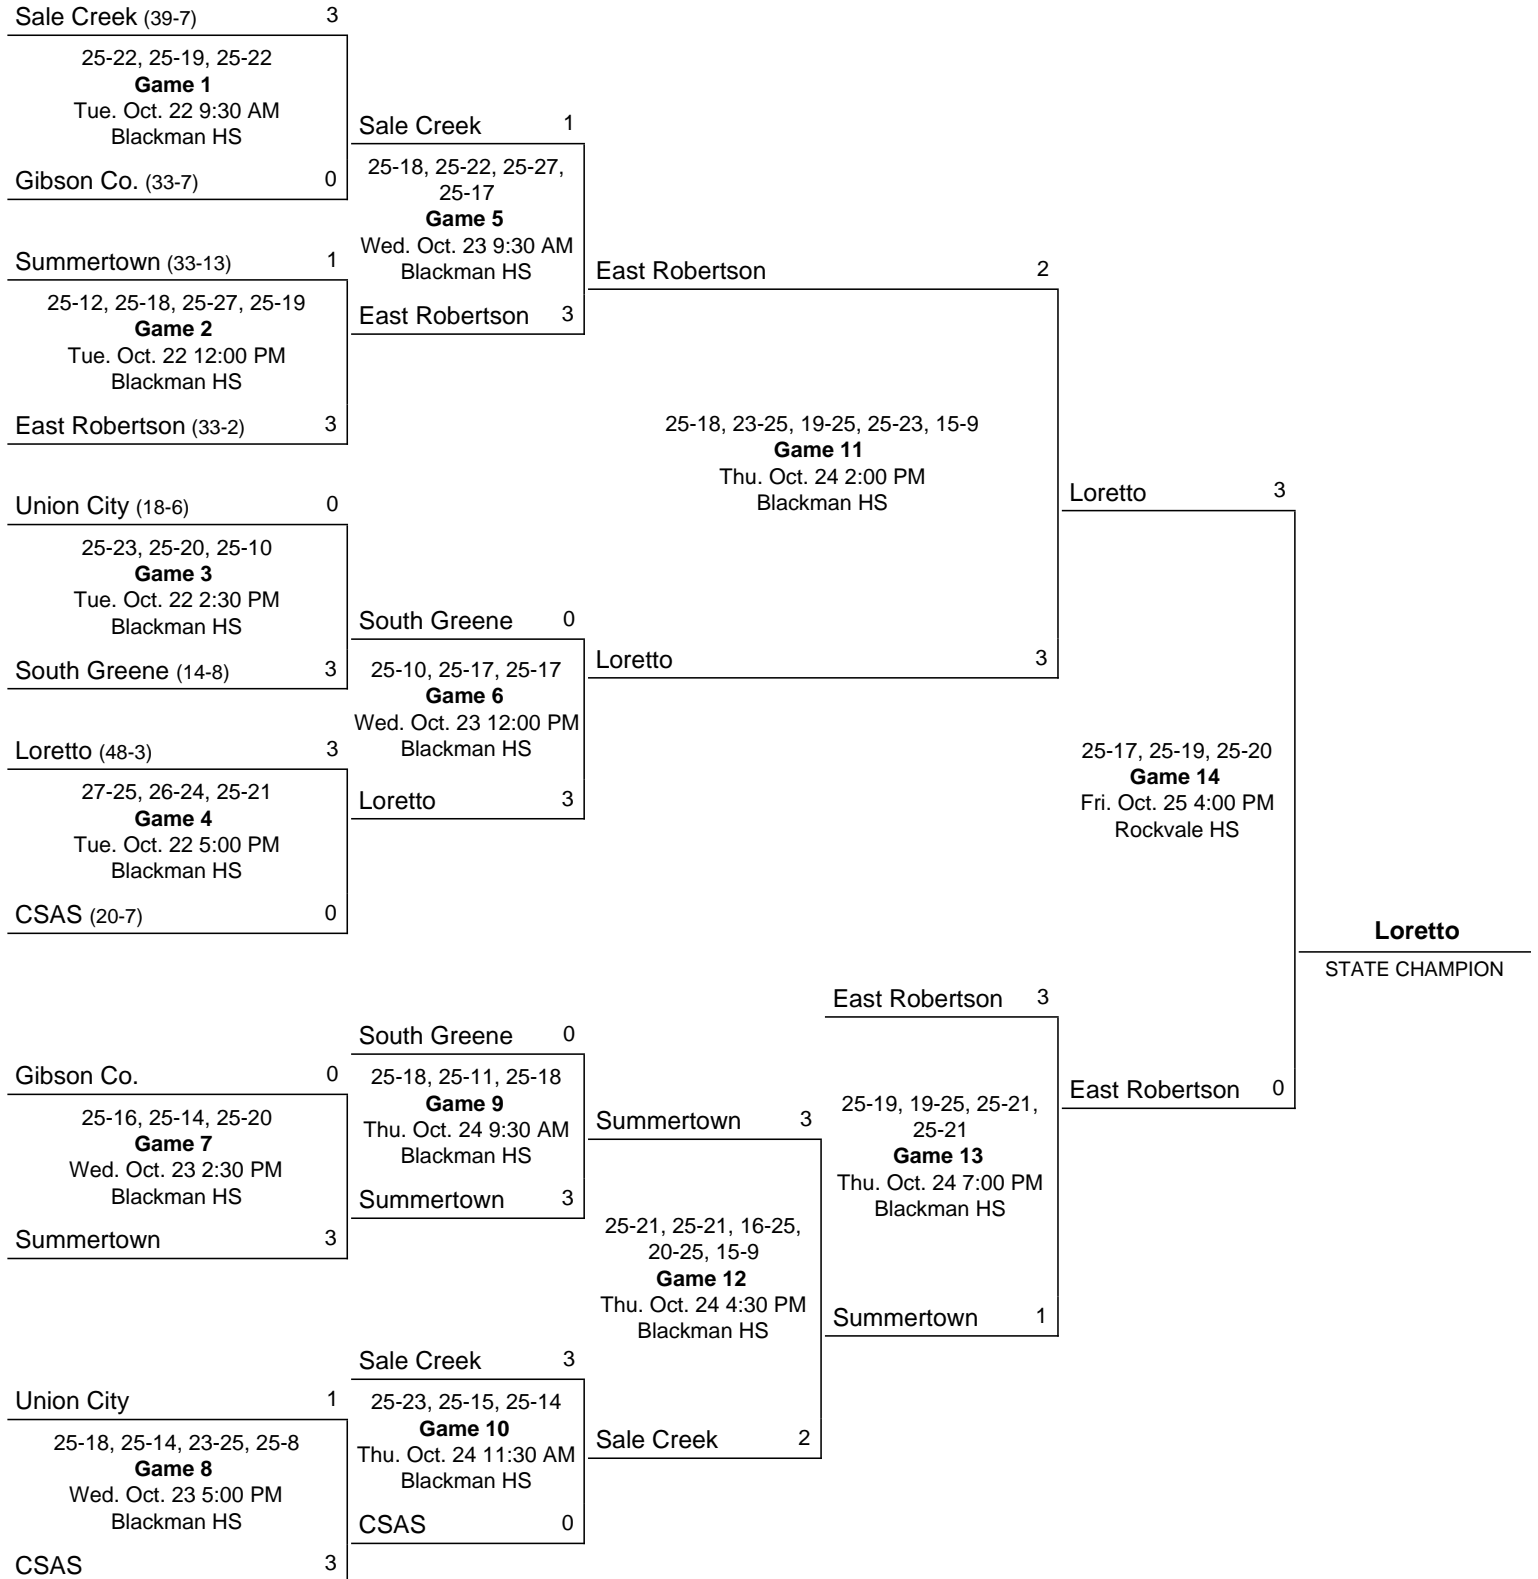 Sale Creek (39-7) 3
25-22, 25-19, 25-22
Game 1
Tue. Oct. 22 9:30 AM
Blackman HS
Gibson Co. (33-7) 0
Summertown (33-13) 1
25-12, 25-18, 25-27, 25-19
Game 2
Tue. Oct. 22 12:00 PM
Blackman HS
East Robertson (33-2) 3
Union City (18-6) 0
25-23, 25-20, 25-10
Game 3
Tue. Oct. 22 2:30 PM
Blackman HS
South Greene (14-8) 3
Loretto (48-3) 3
27-25, 26-24, 25-21
Game 4
Tue. Oct. 22 5:00 PM
Blackman HS
CSAS (20-7) 0
Sale Creek 1
25-18, 25-22, 25-27,
25-17
Game 5
Wed. Oct. 23 9:30 AM
Blackman HS
East Robertson 3
South Greene 0
25-10, 25-17, 25-17
Game 6
Wed. Oct. 23 12:00 PM
Blackman HS
Loretto 3
East Robertson 2
25-18, 23-25, 19-25, 25-23, 15-9
Game 11
Thu. Oct. 24 2:00 PM
Blackman HS
Loretto 3
Loretto 3
25-17, 25-19, 25-20
Game 14
Fri. Oct. 25 4:00 PM
Rockvale HS
East Robertson 0
Loretto
STATE CHAMPION
Gibson Co. 0
25-16, 25-14, 25-20
Game 7
Wed. Oct. 23 2:30 PM
Blackman HS
Summertown 3
Union City 1
25-18, 25-14, 23-25, 25-8
Game 8
Wed. Oct. 23 5:00 PM
Blackman HS
CSAS 3
South Greene 0
25-18, 25-11, 25-18
Game 9
Thu. Oct. 24 9:30 AM
Blackman HS
Summertown 3
Sale Creek 3
25-23, 25-15, 25-14
Game 10
Thu. Oct. 24 11:30 AM
Blackman HS
CSAS 0
Summertown 3
25-21, 25-21, 16-25,
20-25, 15-9
Game 12
Thu. Oct. 24 4:30 PM
Blackman HS
Sale Creek 2
East Robertson 3
25-19, 19-25, 25-21,
25-21
Game 13
Thu. Oct. 24 7:00 PM
Blackman HS
Summertown 1